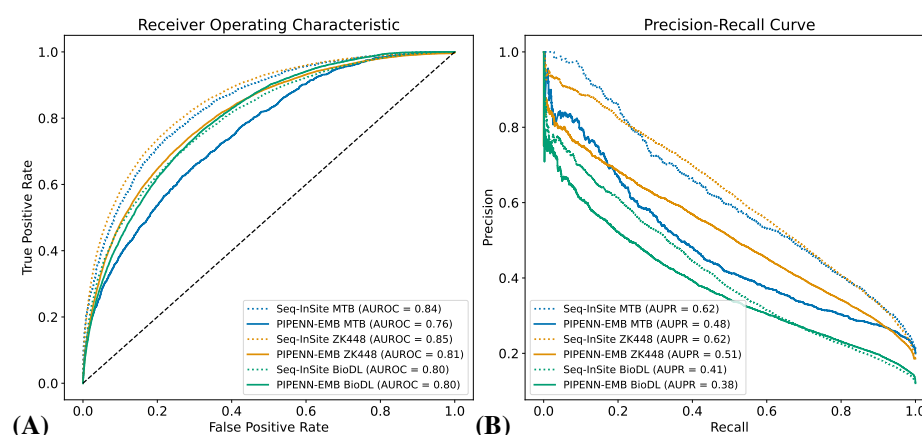 Receiver Operating Characteristic
True Positive Rate
1.0
0.8
0.6
0.4
0.2
0.0
Seq-InSite MTB (AUROC = 0.84)
PIPENN-EMB MTB (AUROC = 0.76)
Seq-InSite ZK448 (AUROC = 0.85)
PIPENN-EMB ZK448 (AUROC = 0.81)
Seq-InSite BioDL (AUROC = 0.80)
PIPENN-EMB BioDL (AUROC = 0.80)
0.0 0.2 0.4 0.6 0.8 1.0
False Positive Rate
(A)
Precision-Recall Curve
Precision
1.0
0.8
0.6
0.4
0.2
Seq-InSite MTB (AUPR = 0.62)
PIPENN-EMB MTB (AUPR = 0.48)
Seq-InSite ZK448 (AUPR = 0.62)
PIPENN-EMB ZK448 (AUPR = 0.51)
Seq-InSite BioDL (AUPR = 0.41)
PIPENN-EMB BioDL (AUPR = 0.38)
0.0 0.2 0.4 0.6 0.8 1.0
Recall
(B)